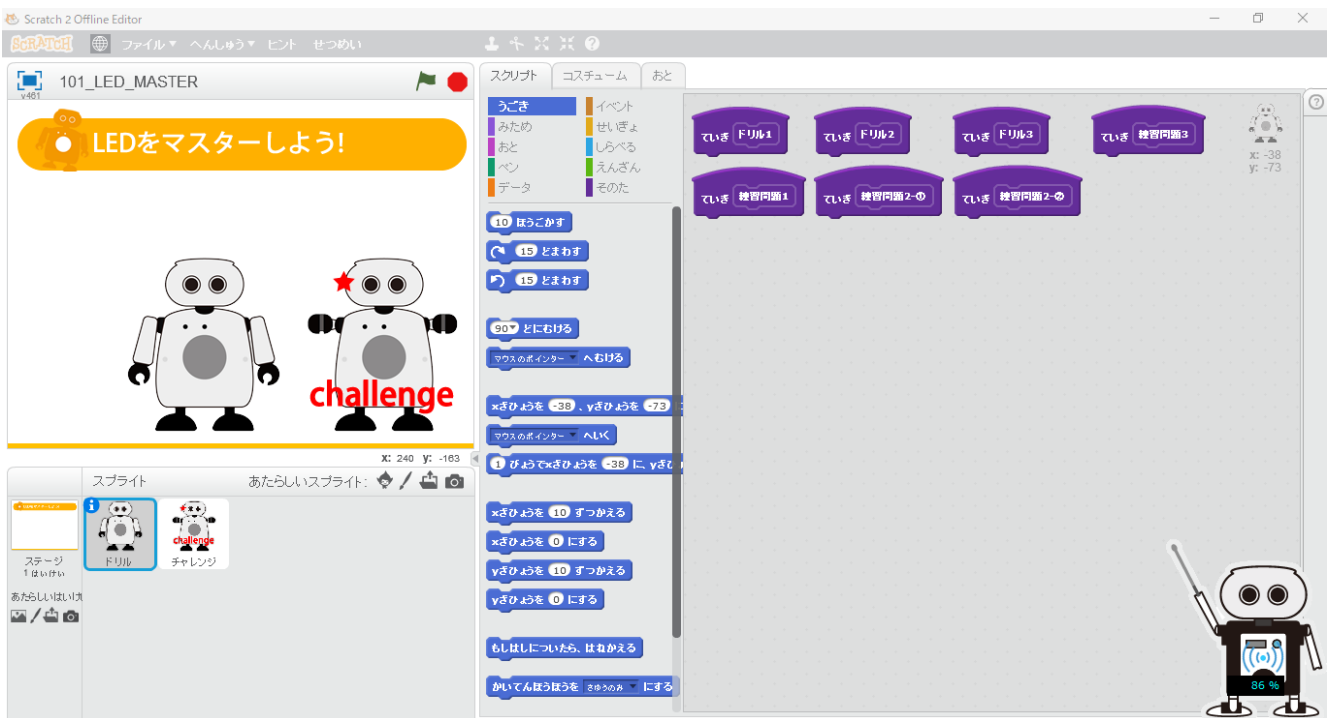 Scratch 2 Offline Editor
SCRATCH ファイル へんしゅう ヒント せつめい
v461
101_LED_MASTER
LEDをマスターしよう!
challenge
x: 240 y: -163
スプライト
あたらしいスプライト:
ステージ
1 はいけい
あたらしいはいけ
ドリル
challenge
チャレンジ
スクリプト コスチューム おと
うごき イベント
みため せいぎょ
おと しらべる
ペン えんざん
データ そのた
10 ほうごかす
15 どまわす
15 どまわす
90 どにむける
マウスのポインター へむける
xざひょうを -38 、yざひょうを -73 に
マウスのポインター へいく
1 びょうでxざひょうを -38 に、yざひ
xざひょうを 10 ずつかえる
xざひょうを 0 にする
yざひょうを 10 ずつかえる
yざひょうを 0 にする
もしはしについたら、はねかえる
かいてんほうほうを さゆうのみ にする
ていぎ ドリル1
ていぎ ドリル2
ていぎ ドリル3
ていぎ 練習問題3
ていぎ 練習問題1
ていぎ 練習問題2-①
ていぎ 練習問題2-②
x: -38
y: -73
86 %